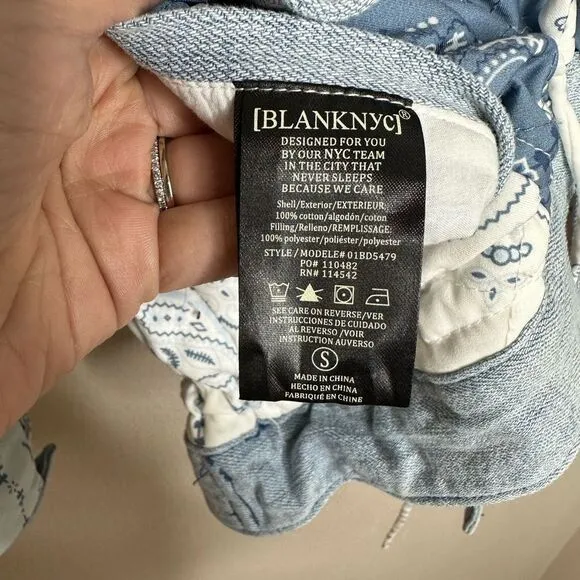 [BLANKNYC]®
DESIGNED FOR YOU
BY OUR NYC TEAM
IN THE CITY THAT
NEVER SLEEPS
BECAUSE WE CARE
Shell/Exterior/EXTERIEUR:
100% cotton/algodón/coton
Filling/Relleno/REMPLISSAGE:
100% polyester/poliéster/polyester
STYLE / MODELE# 01BD5479
PO# 110482
RN# 114542
SEE CARE ON REVERSE/VER
INSTRUCCIONES DE CUIDADO
AL REVERSO /VOIR
INSTRUCTION AUVERSO
S
MADE IN CHINA
HECHO EN CHINA
FABRIQUÉ EN CHINE